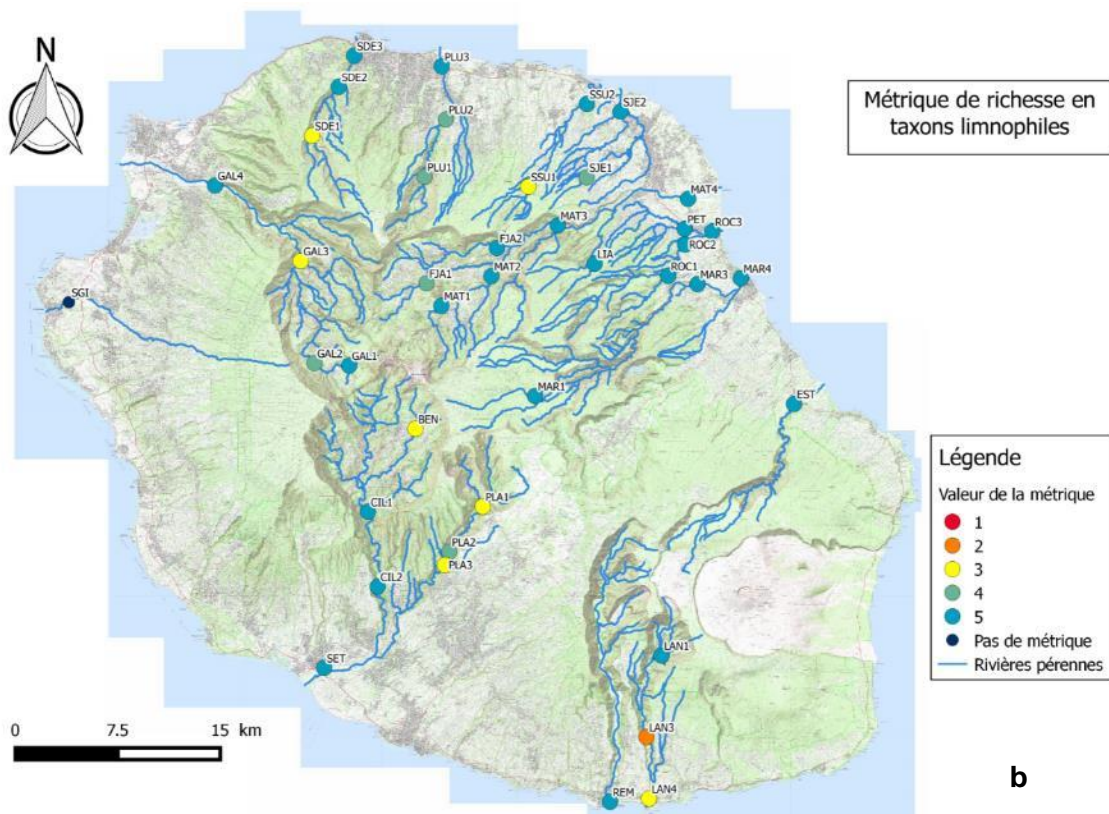 N
Métrique de richesse en
taxons limnophiles
SDE3
PLU3
SDE2
SSU2
SJE2
PLU2
SDE1
PLU1
SJE1
SSU1
GAL4
MAT4
MAT3
PET
ROC3
FJA2
ROC2
GAL3
LIA
MAT2
ROC1
MAR4
FJA1
MAR3
SGI
MAT1
GAL2
GAL1
MAR1
EST
BEN
PLA1
CIL1
PLA2
PLA3
CIL2
LAN1
SET
LAN3
REM
LAN4
Légende
Valeur de la métrique
1
2
3
4
5
Pas de métrique
Rivières pérennes
0 7.5 15 km
b